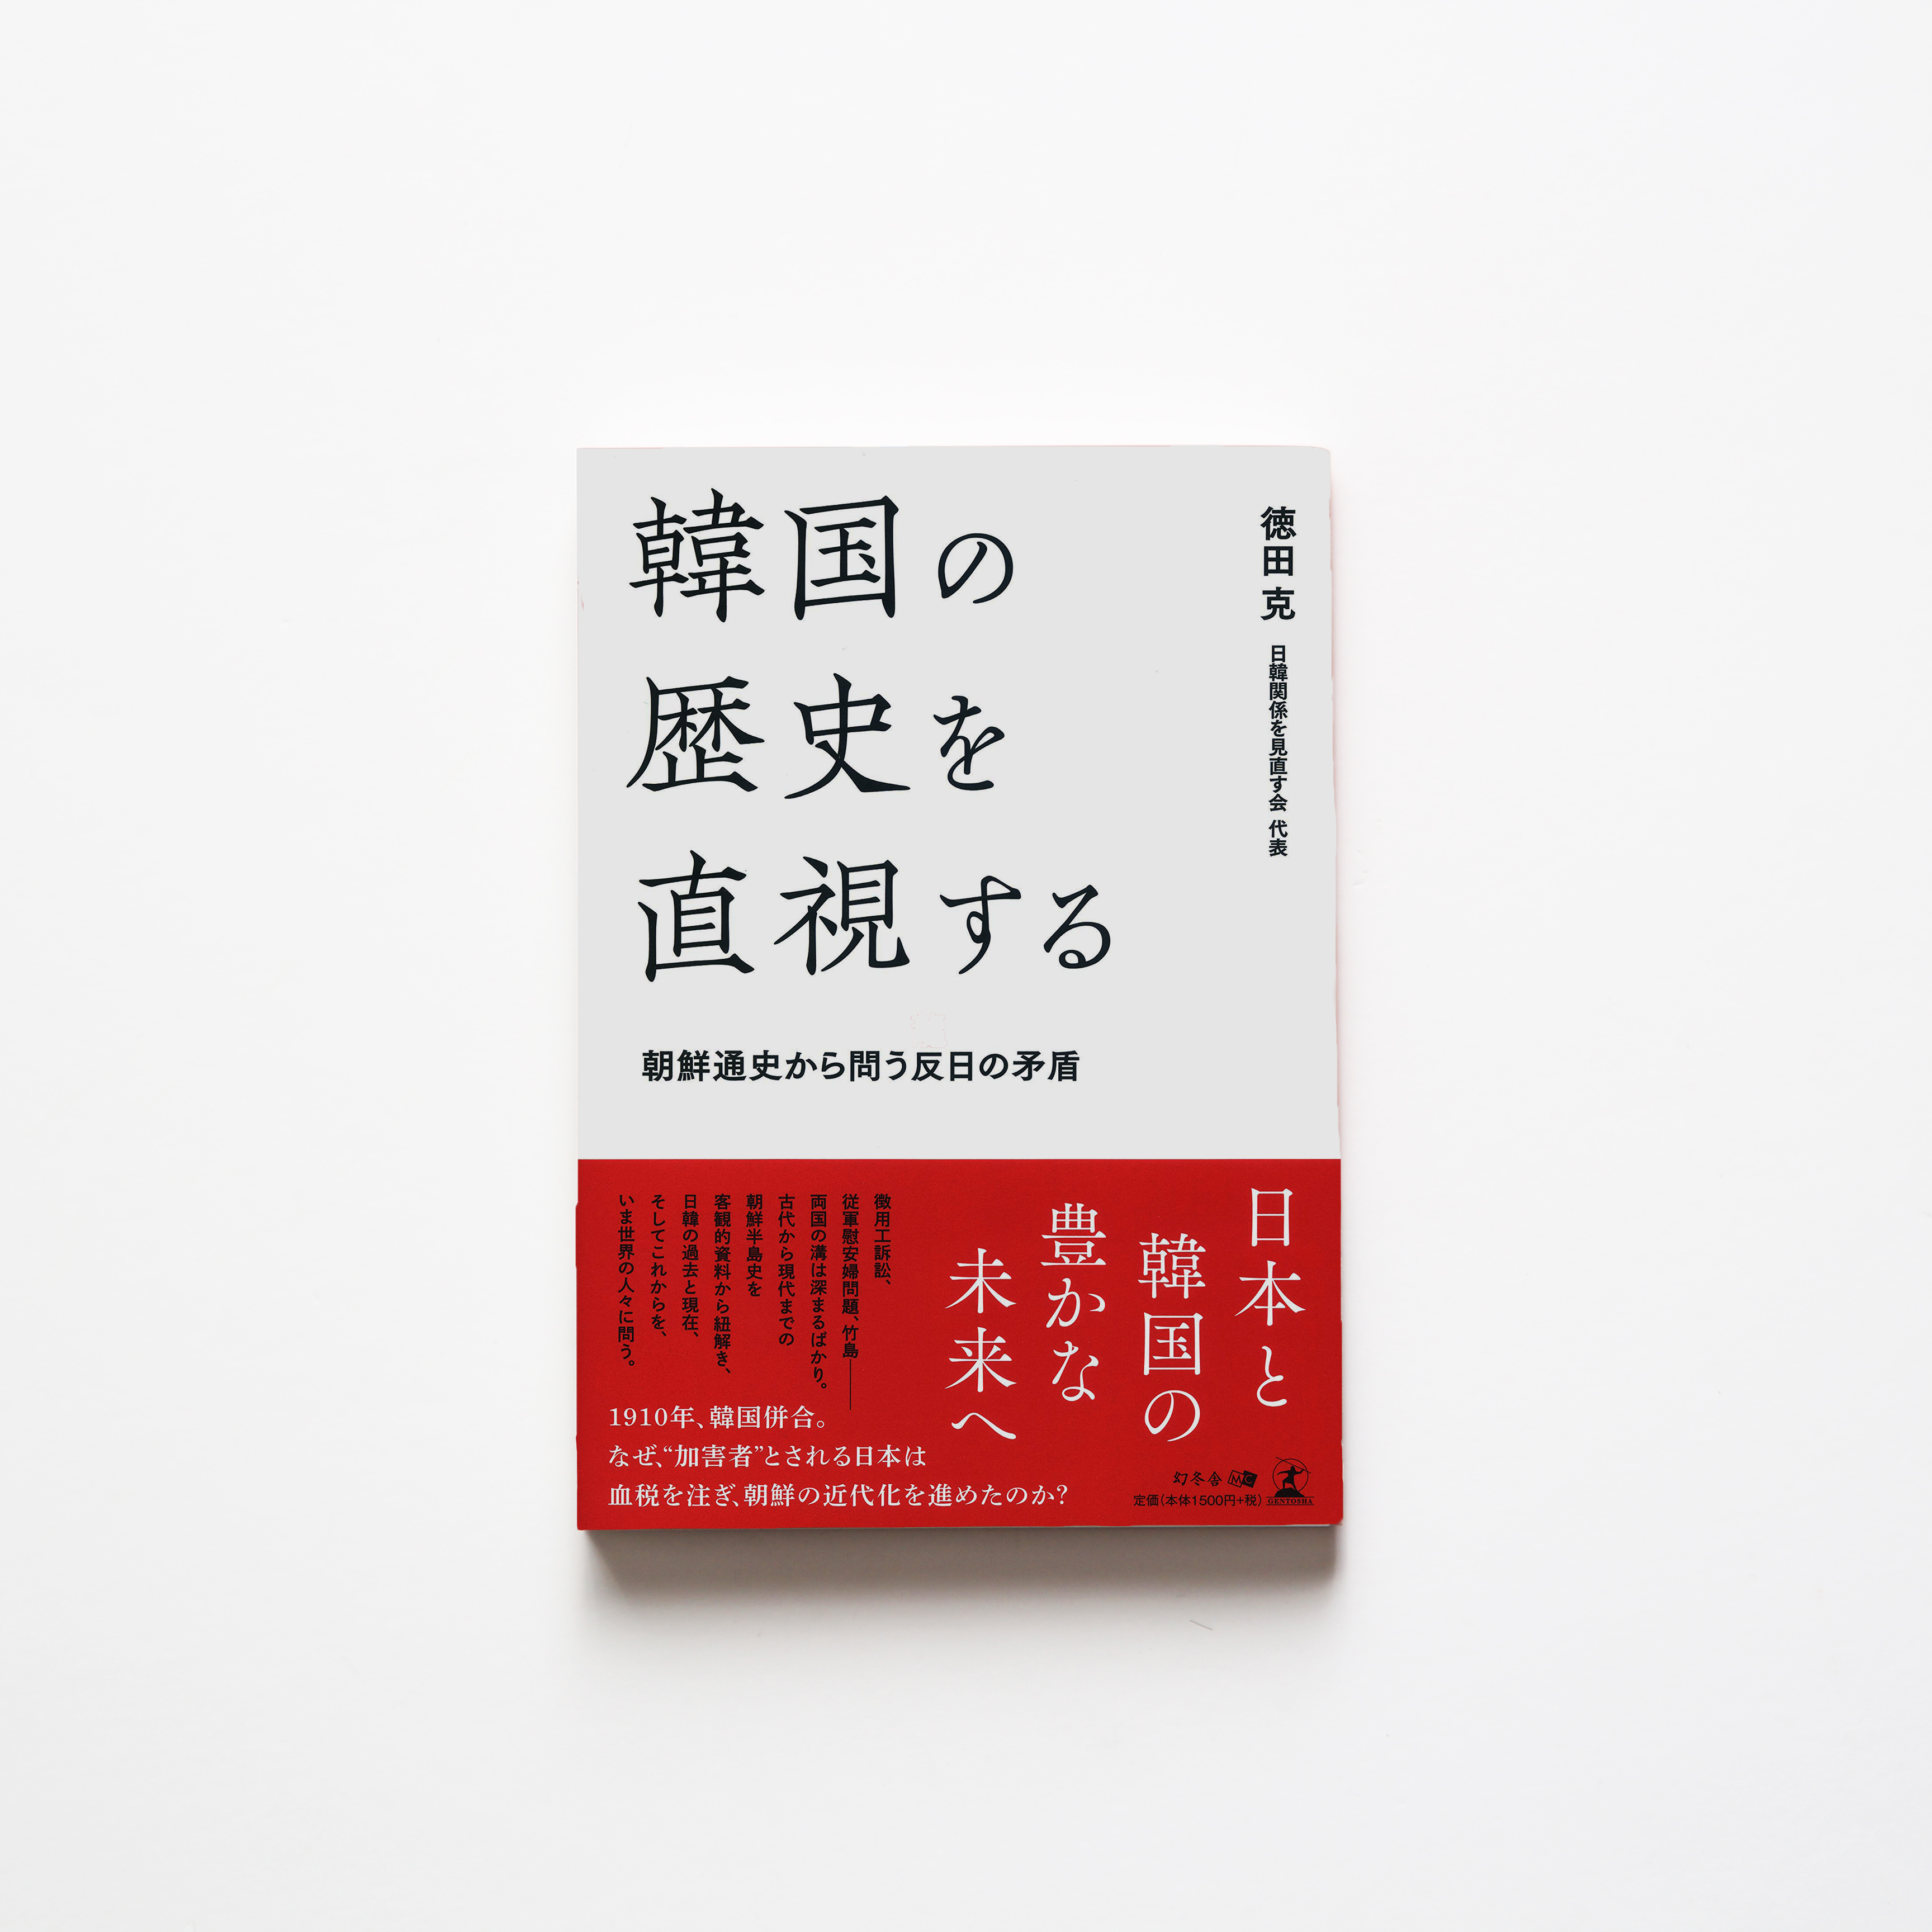 韓国の
歴史を
直視する
朝鮮通史から問う反日の矛盾
徳田 克
日韓関係を見直す会 代表
日本と
韓国の
豊かな
未来へ
徴用工訴訟、
従軍慰安婦問題、竹島――
両国の溝は深まるばかり。
古代から現代までの
朝鮮半島史を
客観的資料から紐解き、
日韓の過去と現在、
そしてこれからを、
いま世界の人々に問う。
1910年、韓国併合。
なぜ、“加害者”とされる日本は
血税を注ぎ、朝鮮の近代化を進めたのか?
幻冬舎 MC
定価(本体1500円+税)
GENTOSHA